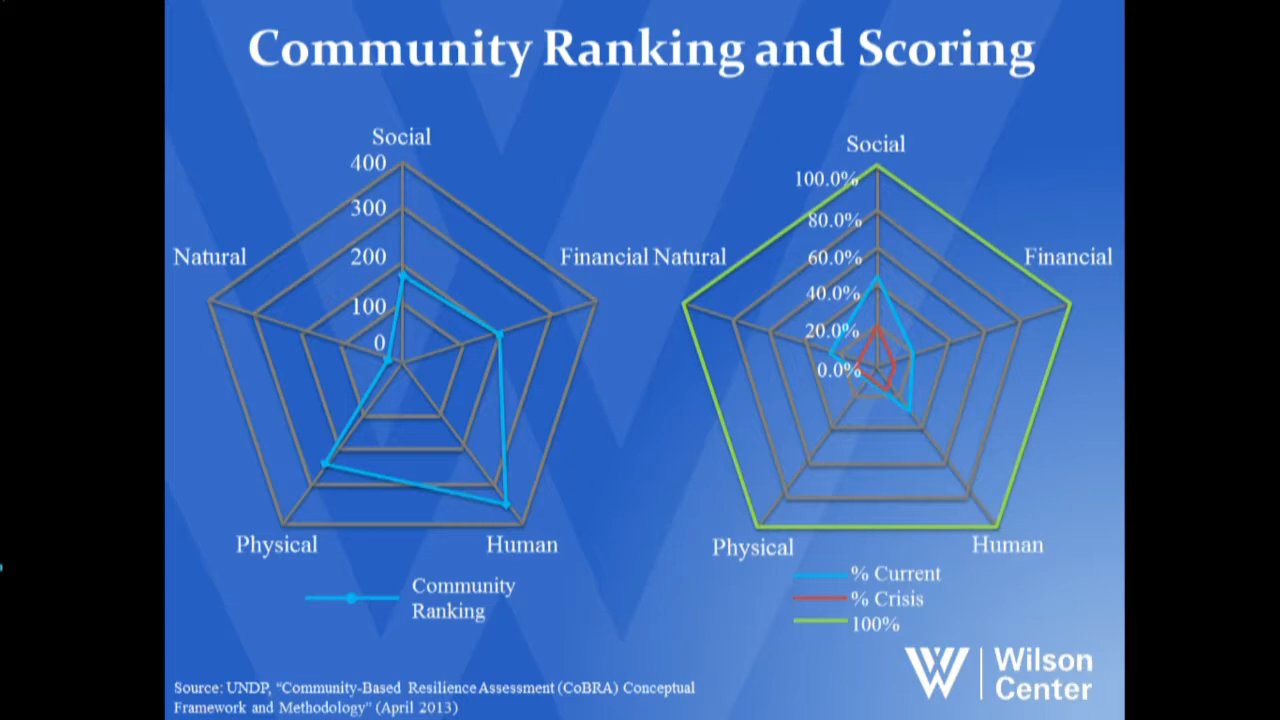 Community Ranking and Scoring
Social
400
300
200
100
0
Natural
Financial
Physical
Human
Community
Ranking
Social
100.0%
80.0%
60.0%
40.0%
20.0%
0.0%
Natural
Financial
Physical
Human
% Current
% Crisis
100%
Source: UNDP, “Community-Based Resilience Assessment (CoBRA) Conceptual
Framework and Methodology” (April 2013)
Wilson
Center